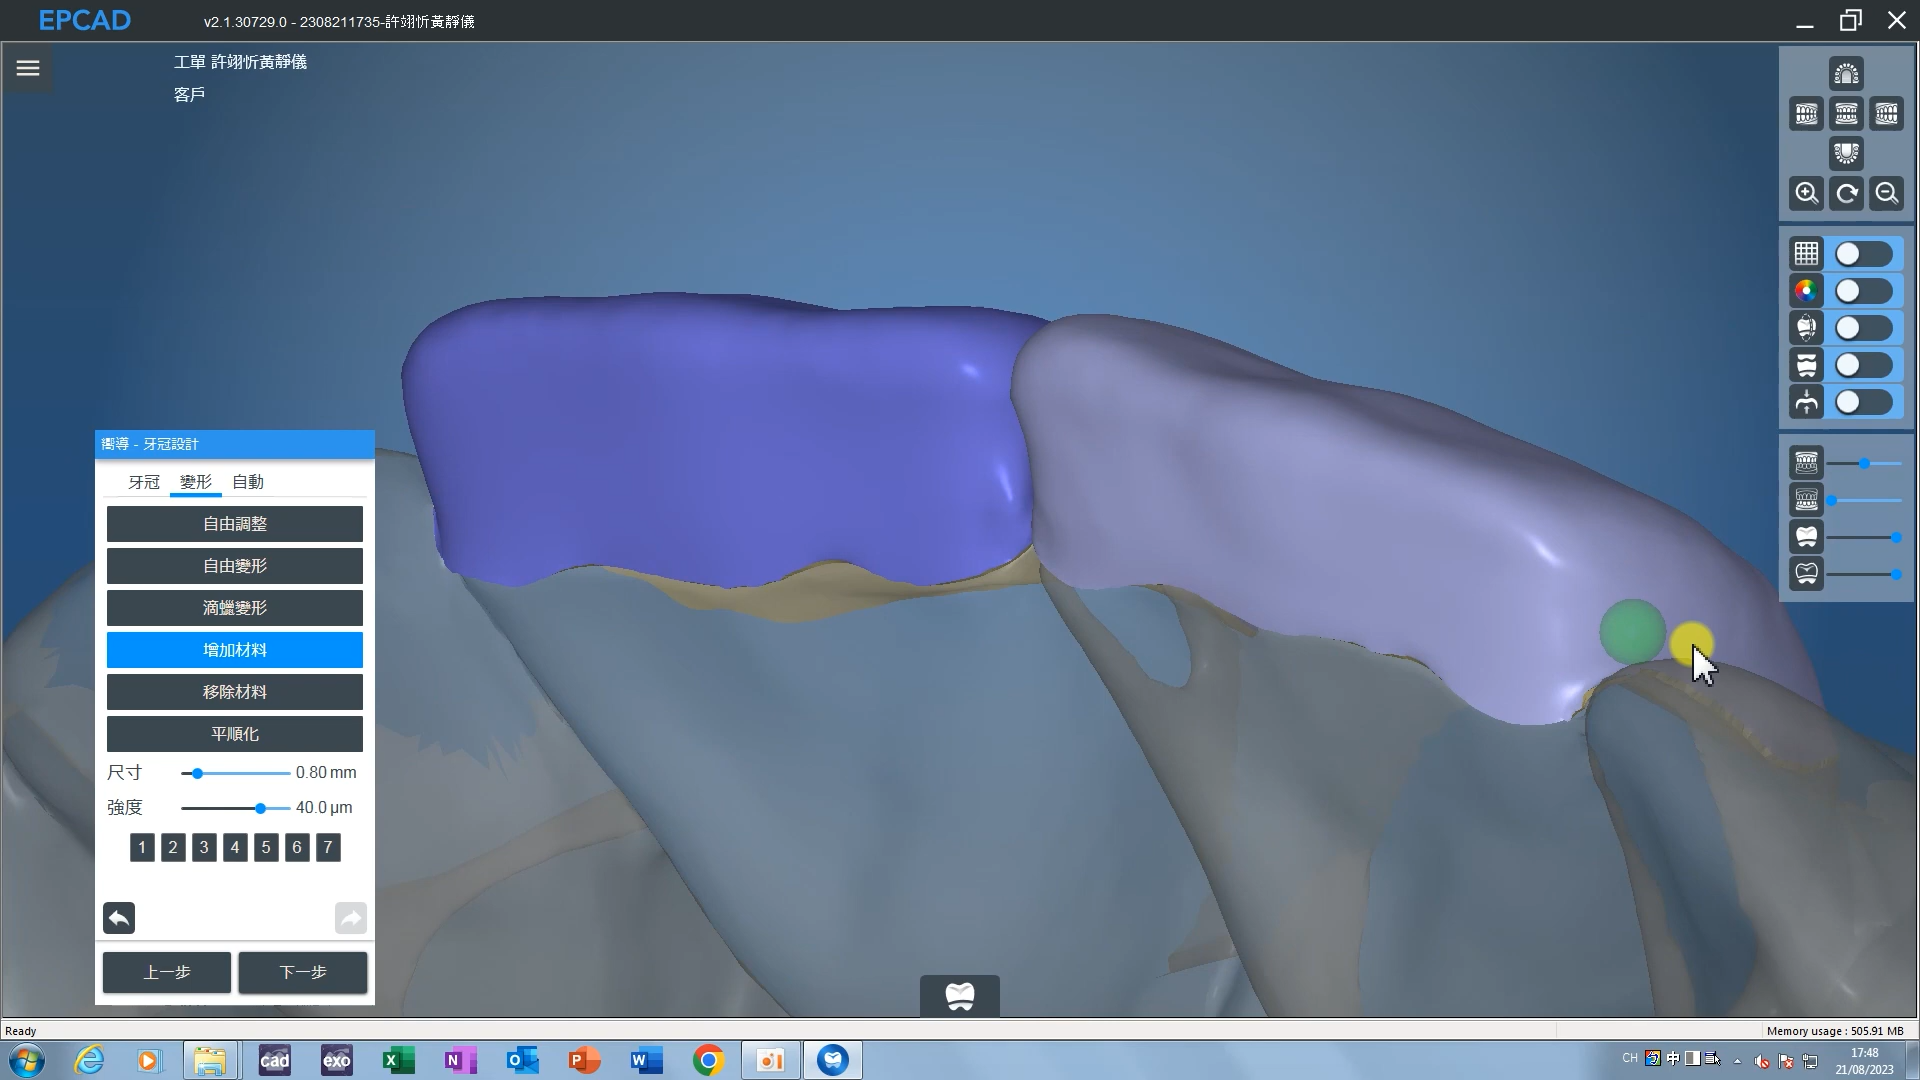 EPCAD
v2.1.30729.0 - 2308211735-許翊忻黃靜儀
工單 許翊忻黃靜儀
客戶
嚮導 - 牙冠設計
牙冠 變形 自動
自由調整
自由變形
滴蠟變形
增加材料
移除材料
平順化
尺寸 0.80 mm
強度 40.0 µm
1 2 3 4 5 6 7
上一步 下一步
Ready
Memory usage : 505.91 MB
cad
exo
CH
中
17:48
21/08/2023